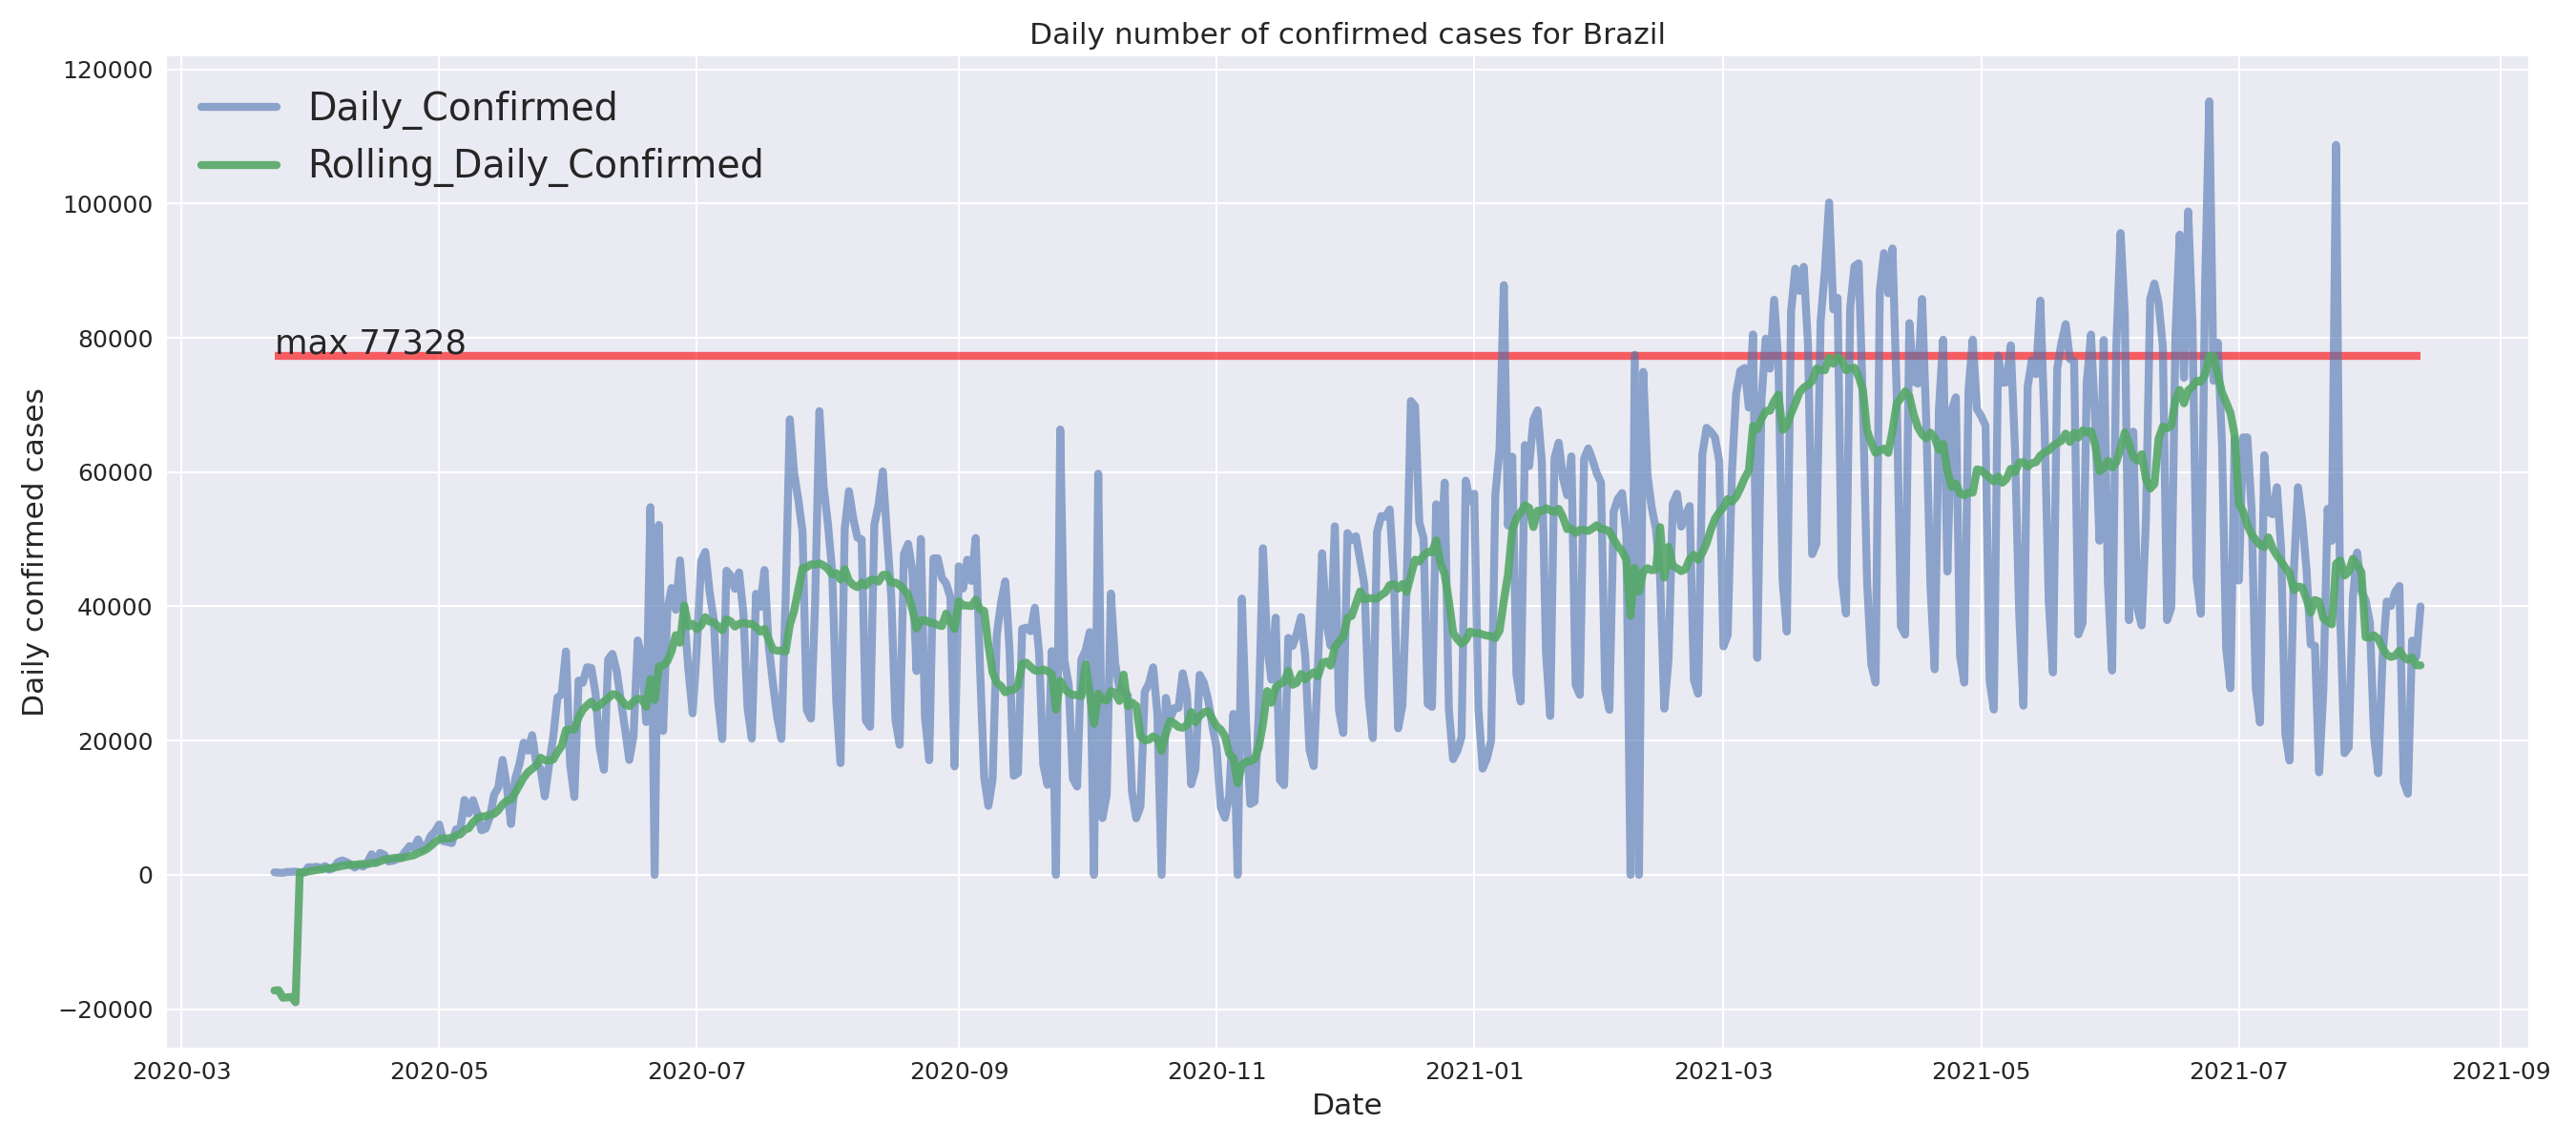 Daily number of confirmed cases for Brazil
Daily_Confirmed
Rolling_Daily_Confirmed
max 77328
Daily confirmed cases
120000
100000
80000
60000
40000
20000
0
−20000
2020-03 2020-05 2020-07 2020-09 2020-11 2021-01 2021-03 2021-05 2021-07 2021-09
Date